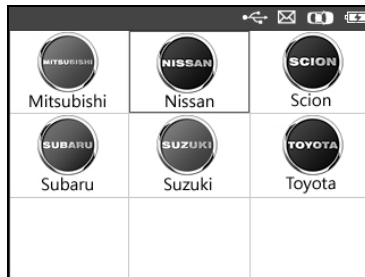 MITSUBISHI NISSAN SCION
Mitsubishi Nissan Scion
SUBARU SUZUKI TOYOTA
Subaru Suzuki Toyota